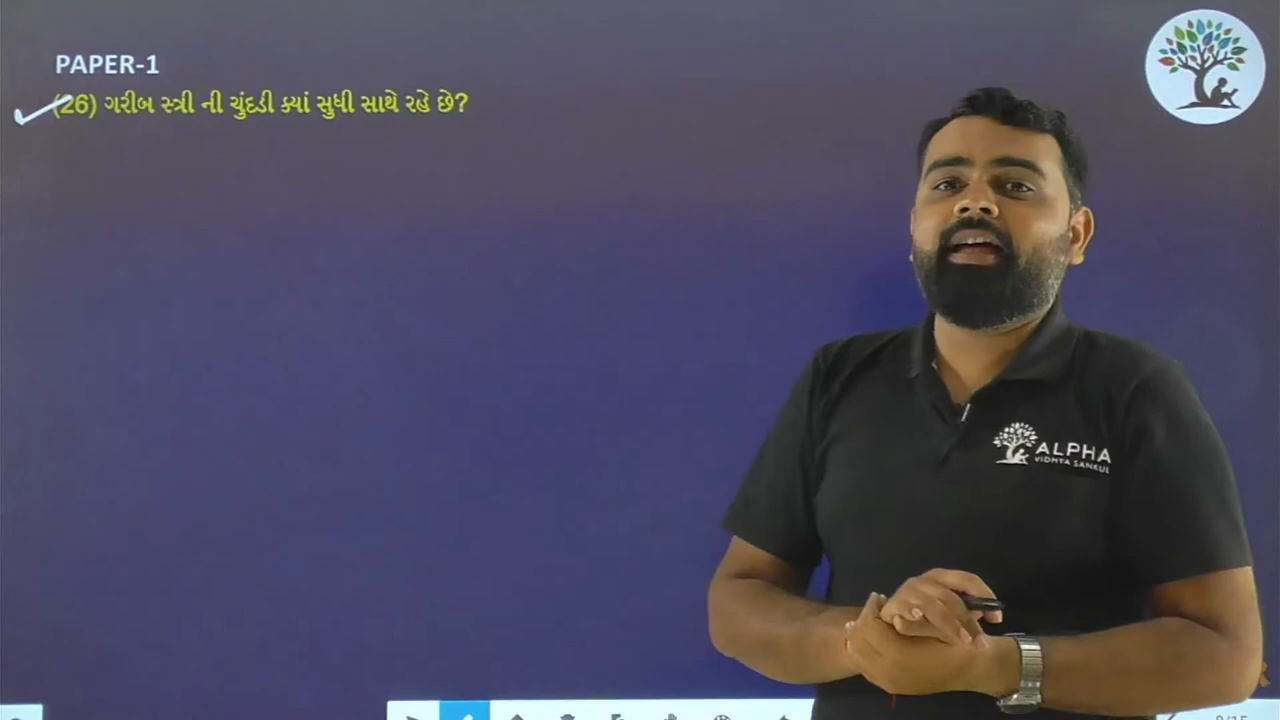 PAPER-1
(26) ગરીબ સ્ત્રી ની ચુંદડી ક્યાં સુધી સાથે રહે છે?
ALPHA
VIDHYA SANKUL